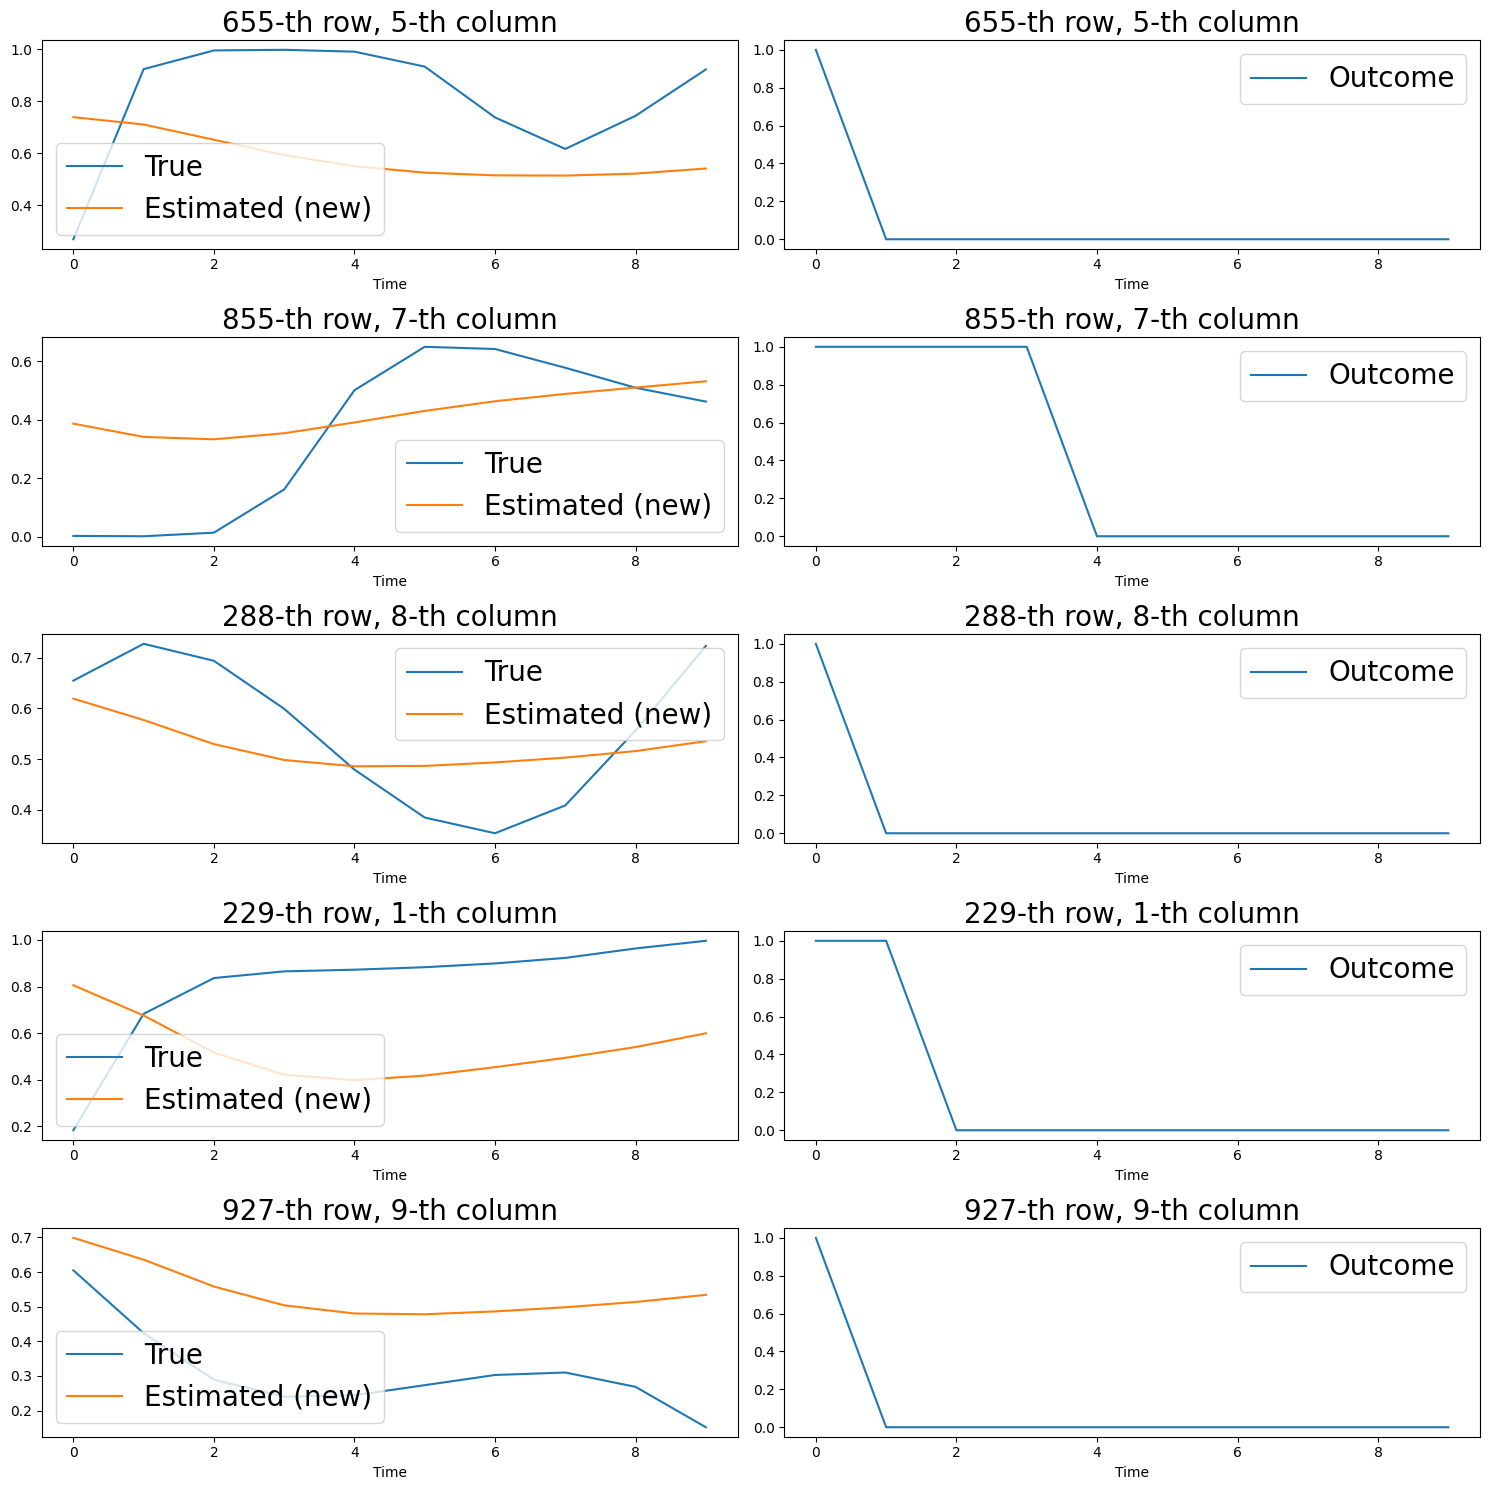 655-th row, 5-th column
1.0
0.8
0.6
0.4
True
Estimated (new)
0 2 4 6 8
Time
655-th row, 5-th column
1.0
0.8
0.6
0.4
0.2
0.0
Outcome
0 2 4 6 8
Time
855-th row, 7-th column
0.6
0.4
0.2
0.0
True
Estimated (new)
0 2 4 6 8
Time
855-th row, 7-th column
1.0
0.8
0.6
0.4
0.2
0.0
Outcome
0 2 4 6 8
Time
288-th row, 8-th column
0.7
0.6
0.5
0.4
True
Estimated (new)
0 2 4 6 8
Time
288-th row, 8-th column
1.0
0.8
0.6
0.4
0.2
0.0
Outcome
0 2 4 6 8
Time
229-th row, 1-th column
1.0
0.8
0.6
0.4
0.2
True
Estimated (new)
0 2 4 6 8
Time
229-th row, 1-th column
1.0
0.8
0.6
0.4
0.2
0.0
Outcome
0 2 4 6 8
Time
927-th row, 9-th column
0.7
0.6
0.5
0.4
0.3
0.2
True
Estimated (new)
0 2 4 6 8
Time
927-th row, 9-th column
1.0
0.8
0.6
0.4
0.2
0.0
Outcome
0 2 4 6 8
Time